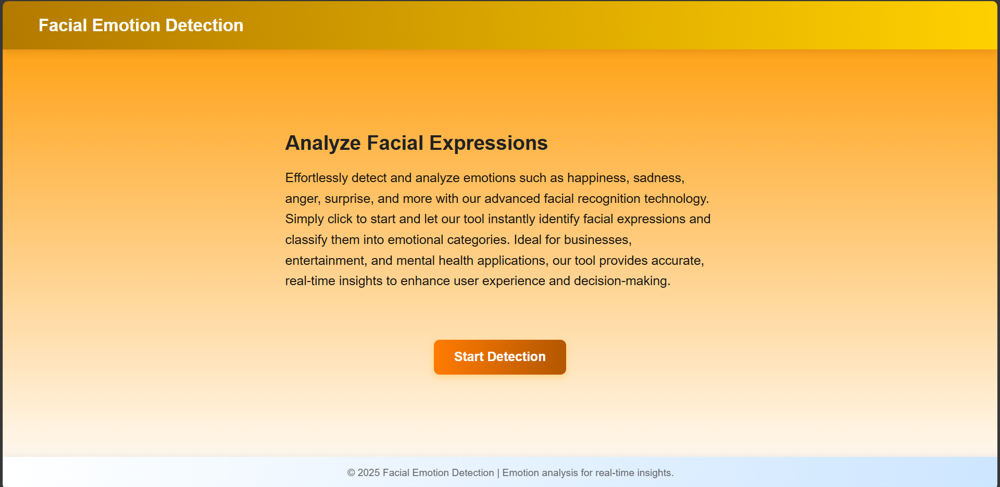 Facial Emotion Detection
Analyze Facial Expressions
Effortlessly detect and analyze emotions such as happiness, sadness,
anger, surprise, and more with our advanced facial recognition technology.
Simply click to start and let our tool instantly identify facial expressions and
classify them into emotional categories. Ideal for businesses,
entertainment, and mental health applications, our tool provides accurate,
real-time insights to enhance user experience and decision-making.
Start Detection
© 2025 Facial Emotion Detection | Emotion analysis for real-time insights.